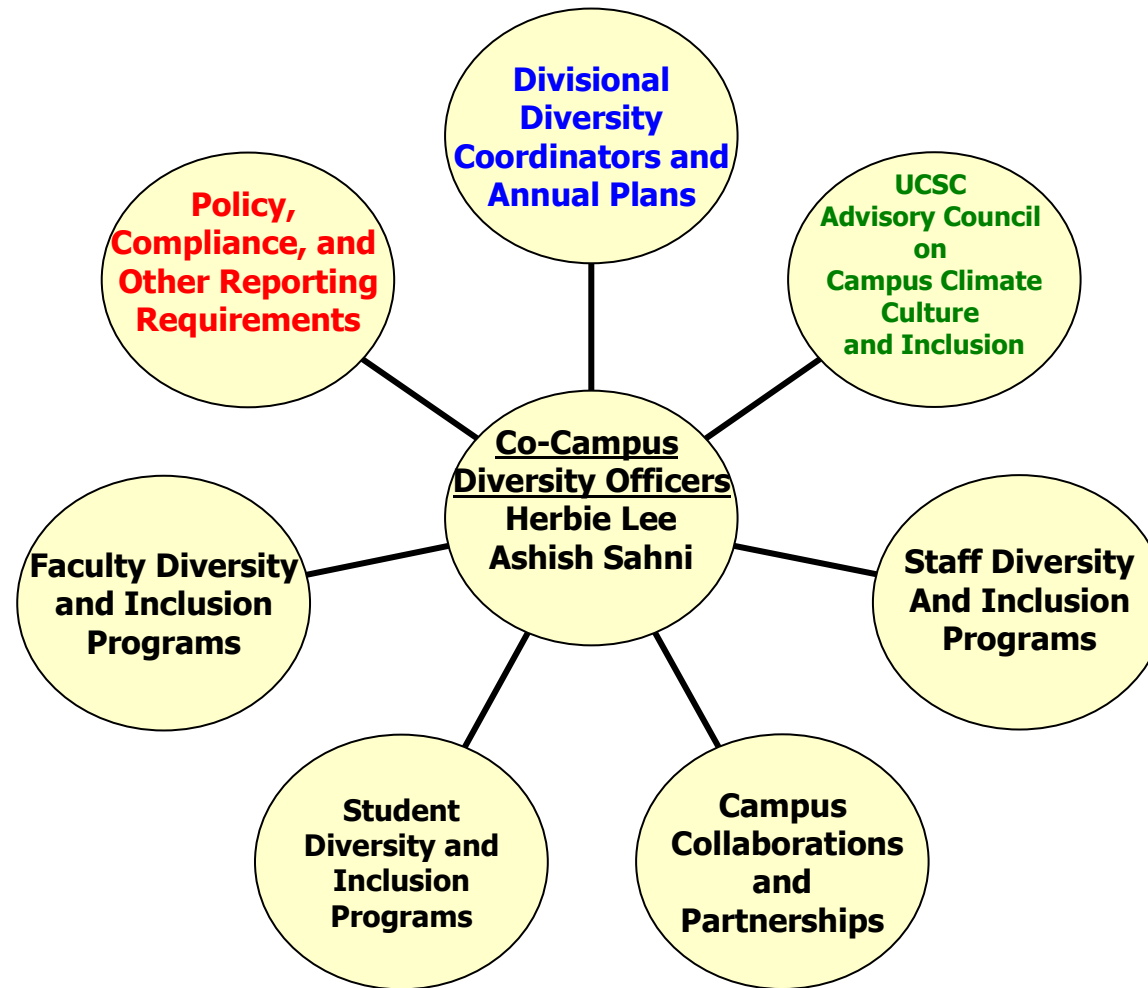 Divisional
Diversity
Coordinators and
Annual Plans
Policy,
Compliance, and
Other Reporting
Requirements
UCSC
Advisory Council
on
Campus Climate
Culture
and Inclusion
Co-Campus
Diversity Officers
Herbie Lee
Ashish Sahni
Faculty Diversity
and Inclusion
Programs
Staff Diversity
And Inclusion
Programs
Student
Diversity and
Inclusion
Programs
Campus
Collaborations
and
Partnerships